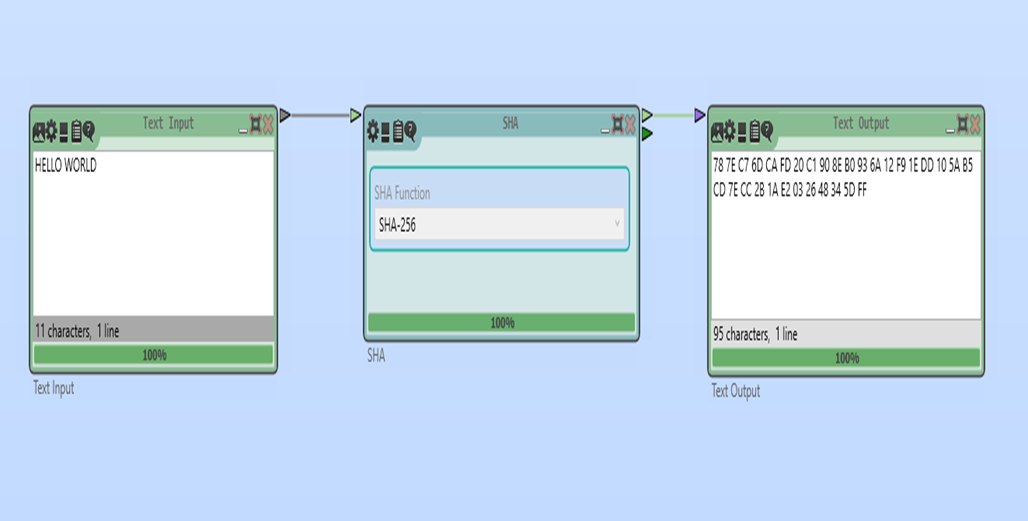 Text Input
HELLO WORLD
11 characters, 1 line
100%
Text Input
SHA
SHA Function
SHA-256
100%
SHA
Text Output
78 7E C7 6D CA FD 20 C1 90 8E B0 93 6A 12 F9 1E DD 10 5A B5
CD 7E CC 2B 1A E2 03 26 48 34 5D FF
95 characters, 1 line
100%
Text Output